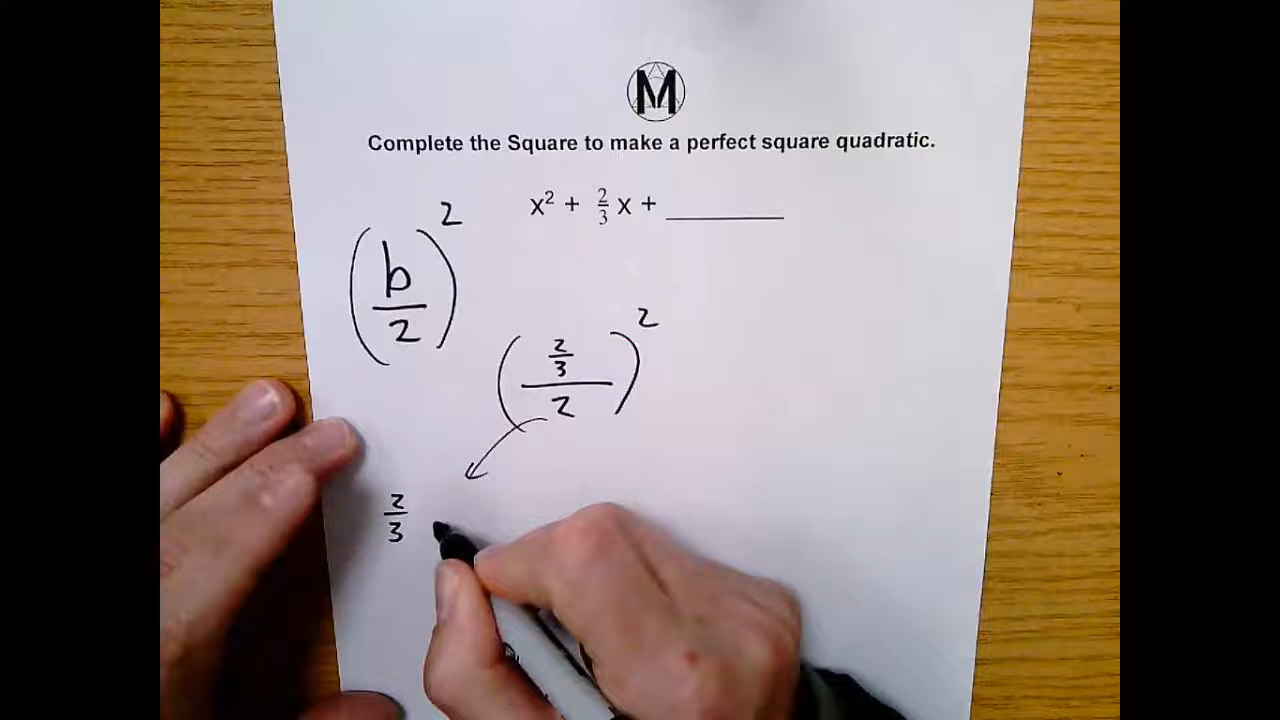 M
Complete the Square to make a perfect square quadratic.
x² + 2/3 x + ________
(b/2)²
((2/3)/2)²
2/3